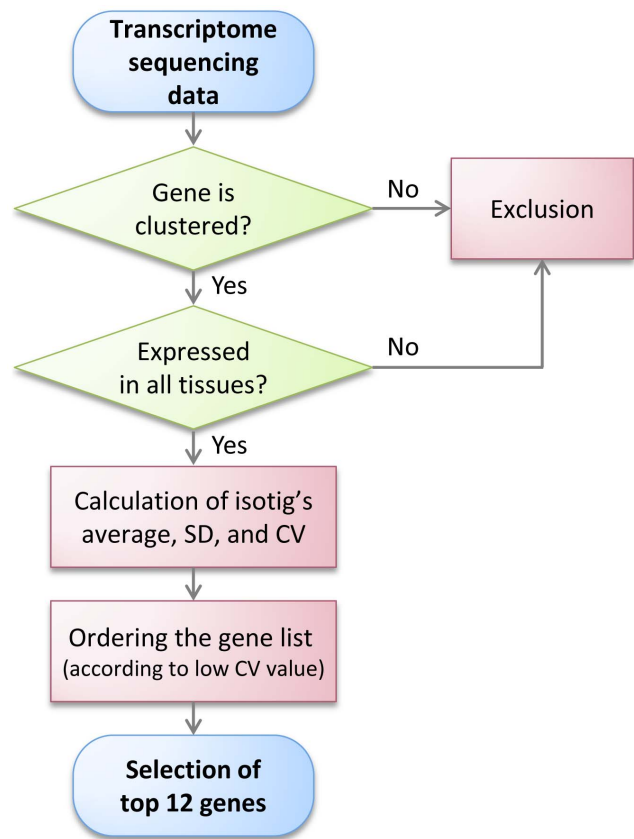 Transcriptome
sequencing
data
Gene is
clustered?
No
Exclusion
Yes
Expressed
in all tissues?
No
Yes
Calculation of isotig’s
average, SD, and CV
Ordering the gene list
(according to low CV value)
Selection of
top 12 genes